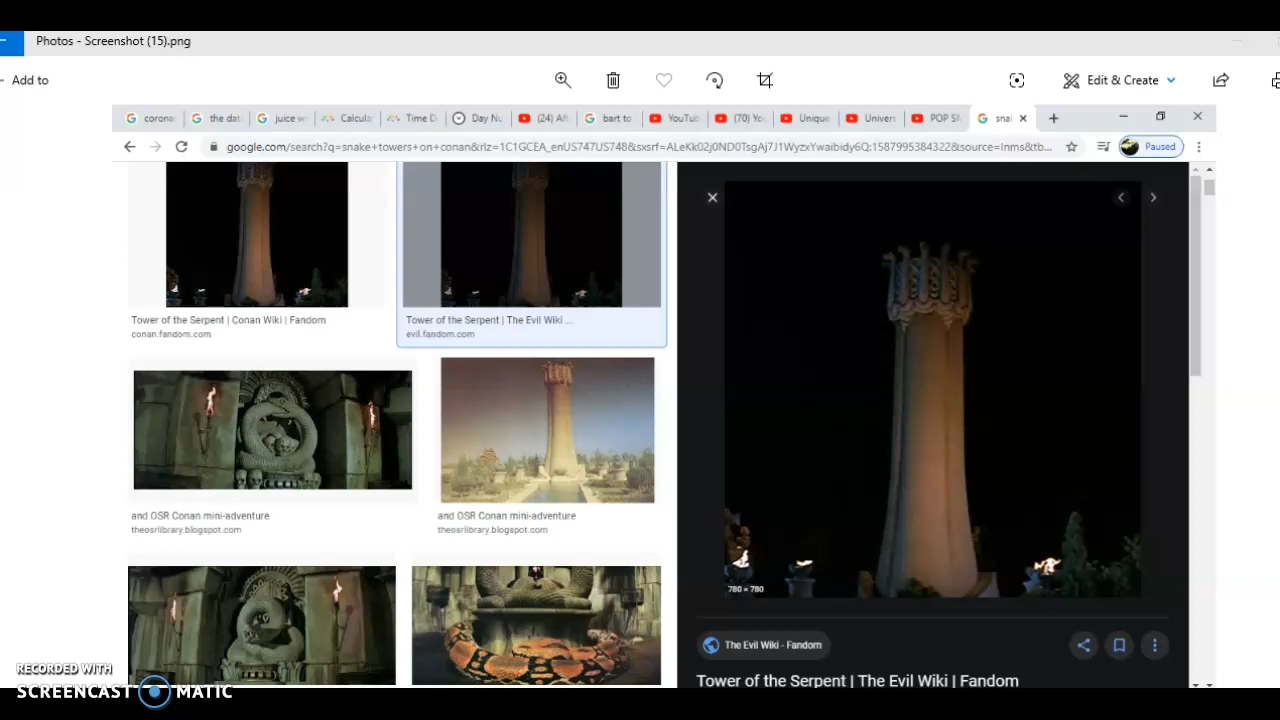 Photos - Screenshot (15).png
Add to
Edit & Create
corona
the dat
juice w
Calcula
Time D
Day Nu
(24) Aft
bart to
YouTub
(70) Yo
Unique
Univers
POP SM
snal
google.com/search?q=snake+towers+on+conan&rlz=1C1GCEA_enUS747US748&sxsrf=ALeKk02j0ND0TsgAj7J1WyzxYwaibidy6Q:1587995384322&source=lnms&tb...
Paused
Tower of the Serpent | Conan Wiki | Fandom
conan.fandom.com
Tower of the Serpent | The Evil Wiki ...
evil.fandom.com
and OSR Conan mini-adventure
theosrlibrary.blogspot.com
and OSR Conan mini-adventure
theosrlibrary.blogspot.com
780 × 780
The Evil Wiki - Fandom
Tower of the Serpent | The Evil Wiki | Fandom
RECORDED WITH
SCREENCAST MATIC